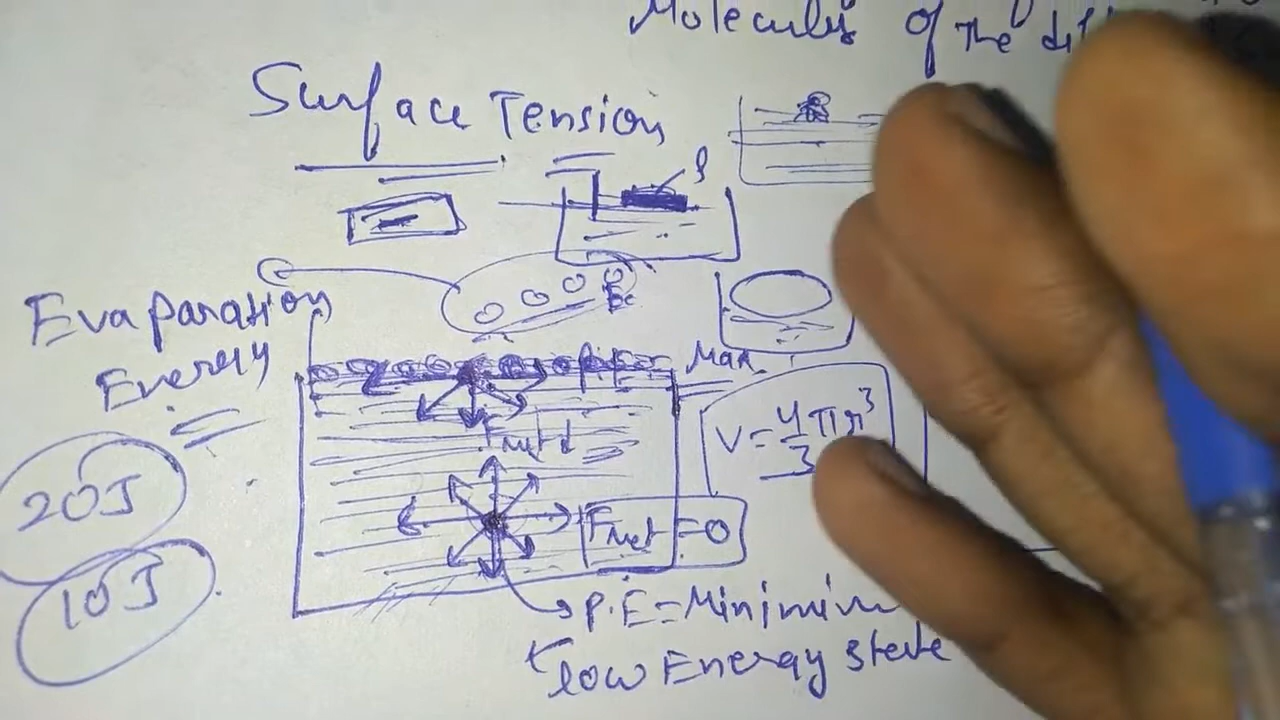 Molecules of The
Surface Tension
Evaparation
Energy
P.E
Max
Fnet ↓
V = 4/3 πr³
20J
10J
Fnet = 0
P.E = Minimum
low Energy state